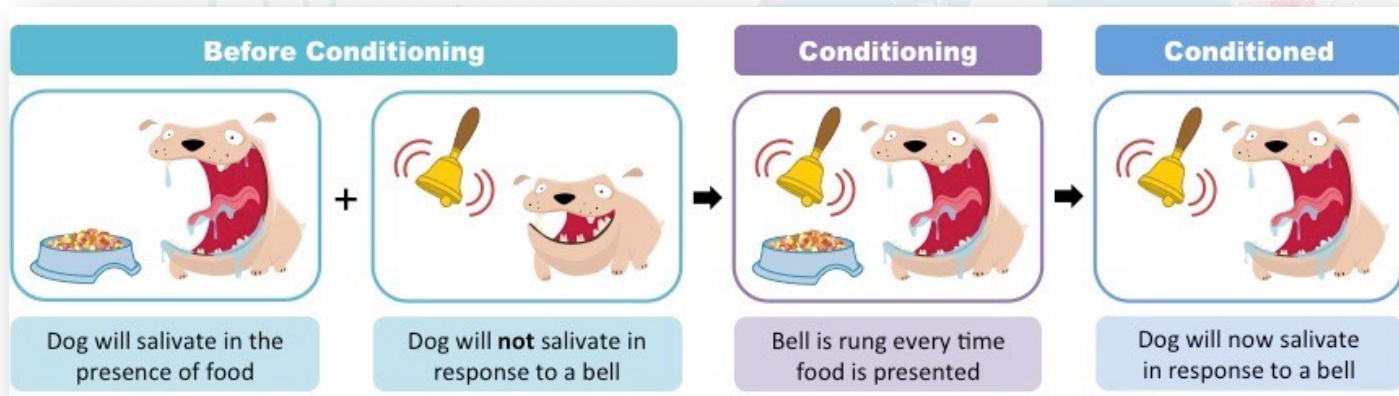 Before Conditioning
Conditioning
Conditioned
+
Dog will salivate in the
presence of food
Dog will not salivate in
response to a bell
Bell is rung every time
food is presented
Dog will now salivate
in response to a bell